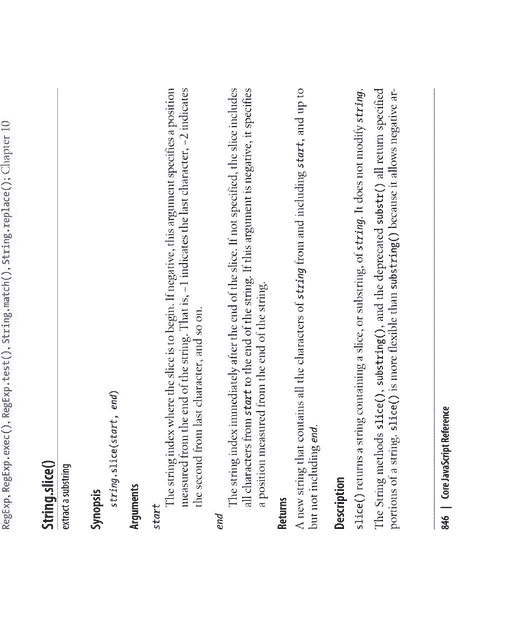 RegExp, RegExp.exec(), RegExp.test(), String.match(), String.replace(); Chapter 10
String.slice()
extract a substring
Synopsis
string.slice(start, end)
Arguments
start
The string index where the slice is to begin. If negative, this argument specifies a position
measured from the end of the string. That is, −1 indicates the last character, −2 indicates
the second from last character, and so on.
end
The string index immediately after the end of the slice. If not specified, the slice includes
all characters from start to the end of the string. If this argument is negative, it specifies
a position measured from the end of the string.
Returns
A new string that contains all the characters of string from and including start, and up to
but not including end.
Description
slice() returns a string containing a slice, or substring, of string. It does not modify string.
The String methods slice(), substring(), and the deprecated substr() all return specified
portions of a string. slice() is more flexible than substring() because it allows negative ar-
846 | Core JavaScript Reference